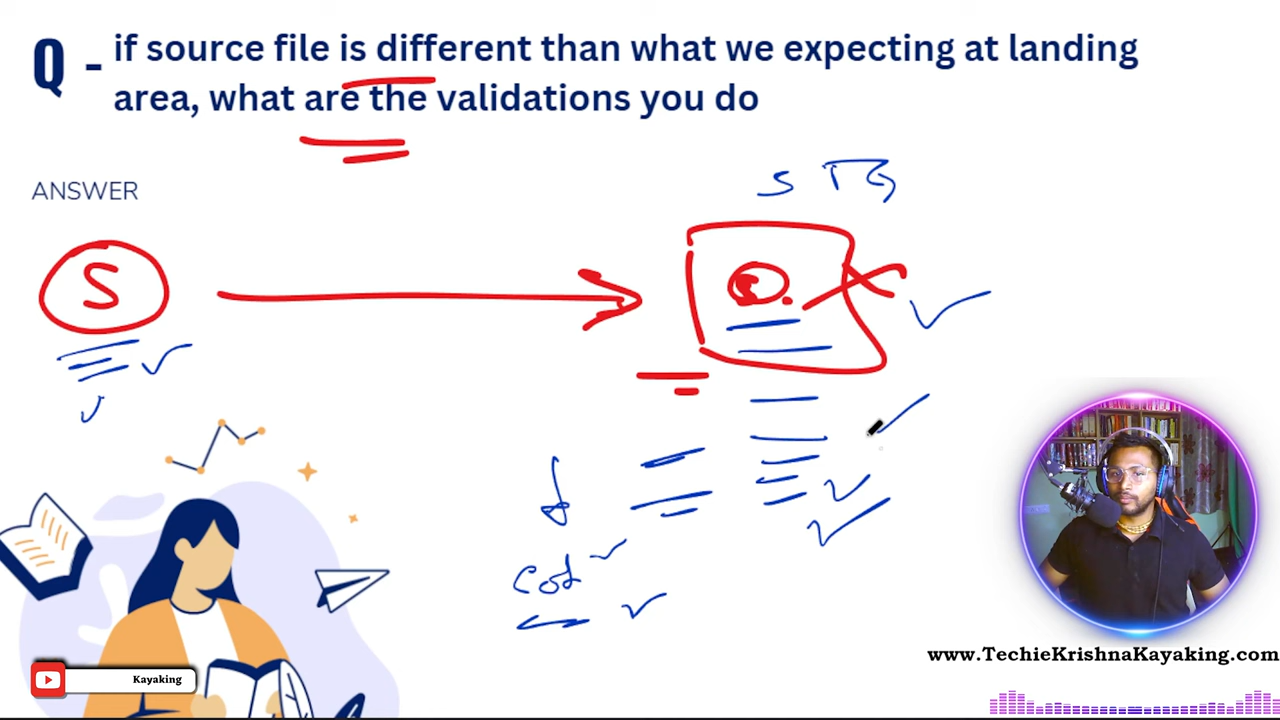 Q - if source file is different than what we expecting at landing
area, what are the validations you do
ANSWER
STG
S
S
www.TechieKrishnaKayaking.com
Kayaking